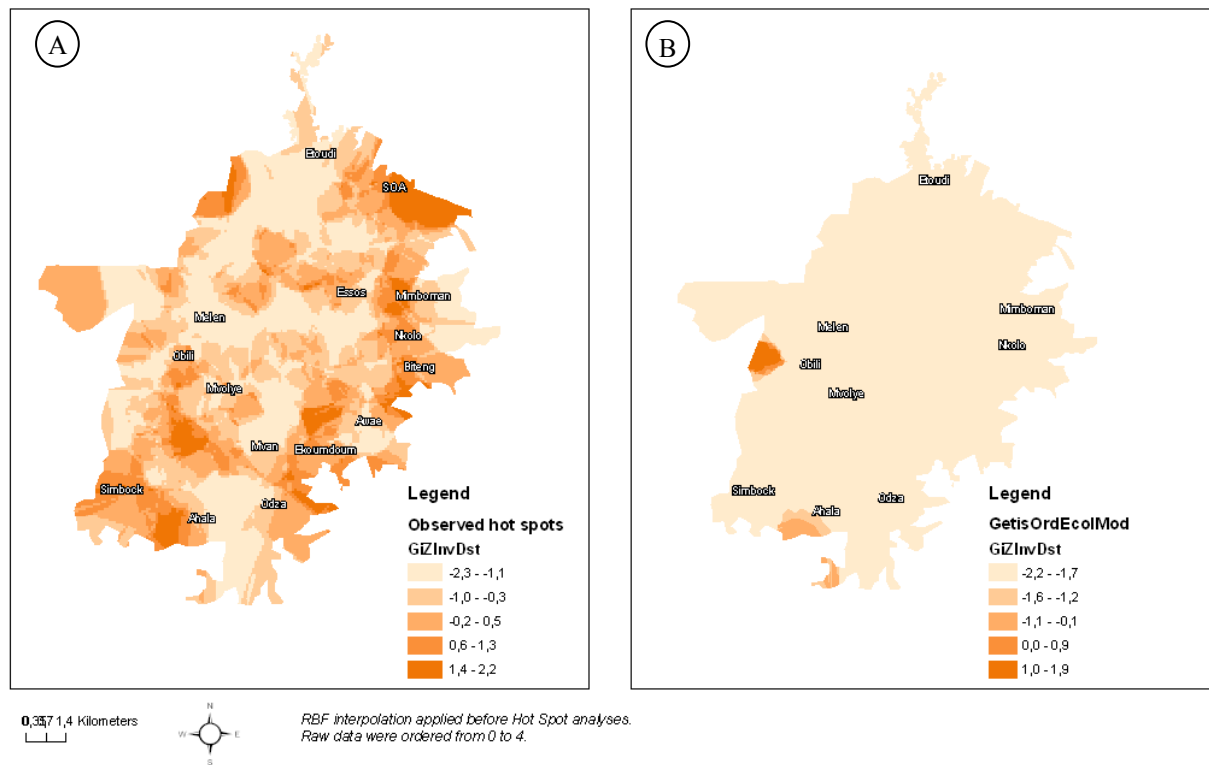 A
Etoudi
S.O.A
Essos
Mimboman
Melen
Nkolo
Obili
Biteng
Mvolye
Awae
Mvan
Ekoumdoum
Simbock
Ahala
Odza
Legend
Observed hot spots
GiZInvDst
-2,3 - -1,1
-1,0 - -0,3
-0,2 - 0,5
0,6 - 1,3
1,4 - 2,2
B
Etoudi
Mimboman
Melen
Nkolo
Obili
Mvolye
Simbock
Ahala
Odza
Legend
GetisOrdEcolMod
GiZInvDst
-2,2 - -1,7
-1,6 - -1,2
-1,1 - -0,1
0,0 - 0,9
1,0 - 1,9
1,4 Kilometers
N
W
E
S
RBF interpolation applied before Hot Spot analyses.
Raw data were ordered from 0 to 4.